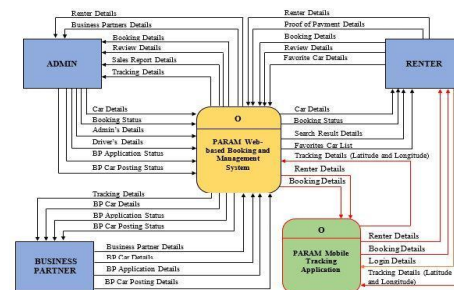 Renter Details
Business Partners Details
Booking Details
Review Details
Sales Report Details
Tracking Details
ADMIN
Renter Details
Proof of Payment Details
Booking Details
Review Details
Favorite Car Details
RENTER
Car Details
Booking Status
Admin's Details
Driver's Details
BP Application Status
BP Car Posting Status
O
PARAM Web-
based Booking and
Management
System
Car Details
Booking Status
Search Result Details
Favorites Car List
Tracking Details (Latitude and Longitude)
Renter Details
Booking Details
Tracking Details
BP Car Details
BP Application Status
BP Car Posting Status
BUSINESS
PARTNER
Business Partner Details
BP Car Details
BP Application Details
BP Car Posting Details
O
PARAM Mobile
Tracking
Application
Renter Details
Booking Details
Login Details
Tracking Details (Latitude
and Longitude)